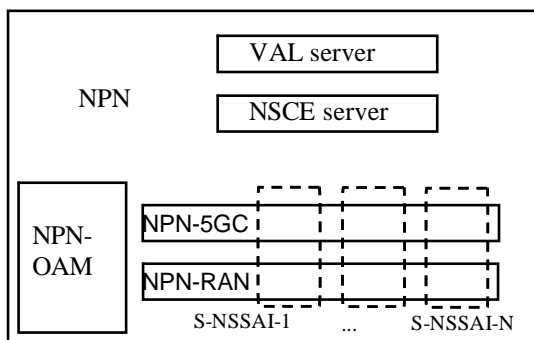 VAL server
NPN
NSCE server
NPN-
OAM
NPN-5GC
NPN-RAN
S-NSSAI-1 ... S-NSSAI-N